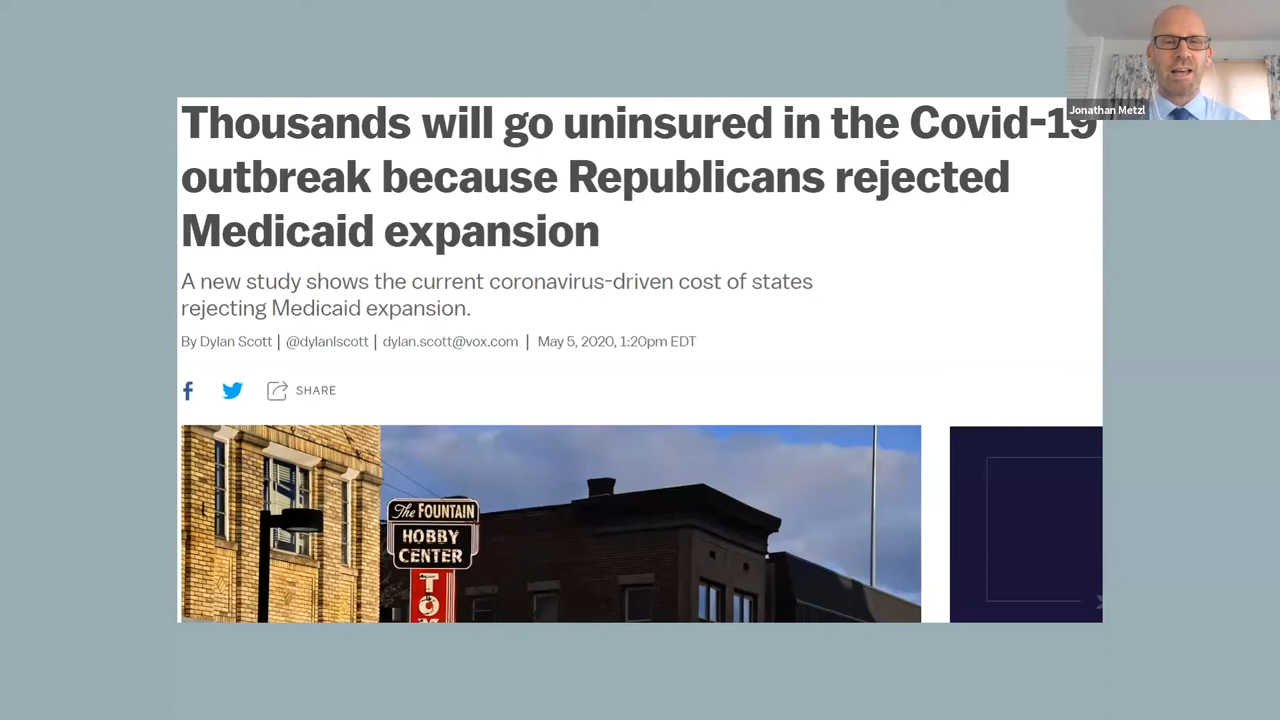 Jonathan Metzl
Thousands will go uninsured in the Covid-19
outbreak because Republicans rejected
Medicaid expansion
A new study shows the current coronavirus-driven cost of states
rejecting Medicaid expansion.
By Dylan Scott | @dylanlscott | dylan.scott@vox.com | May 5, 2020, 1:20pm EDT
SHARE
The FOUNTAIN
HOBBY
CENTER
TO